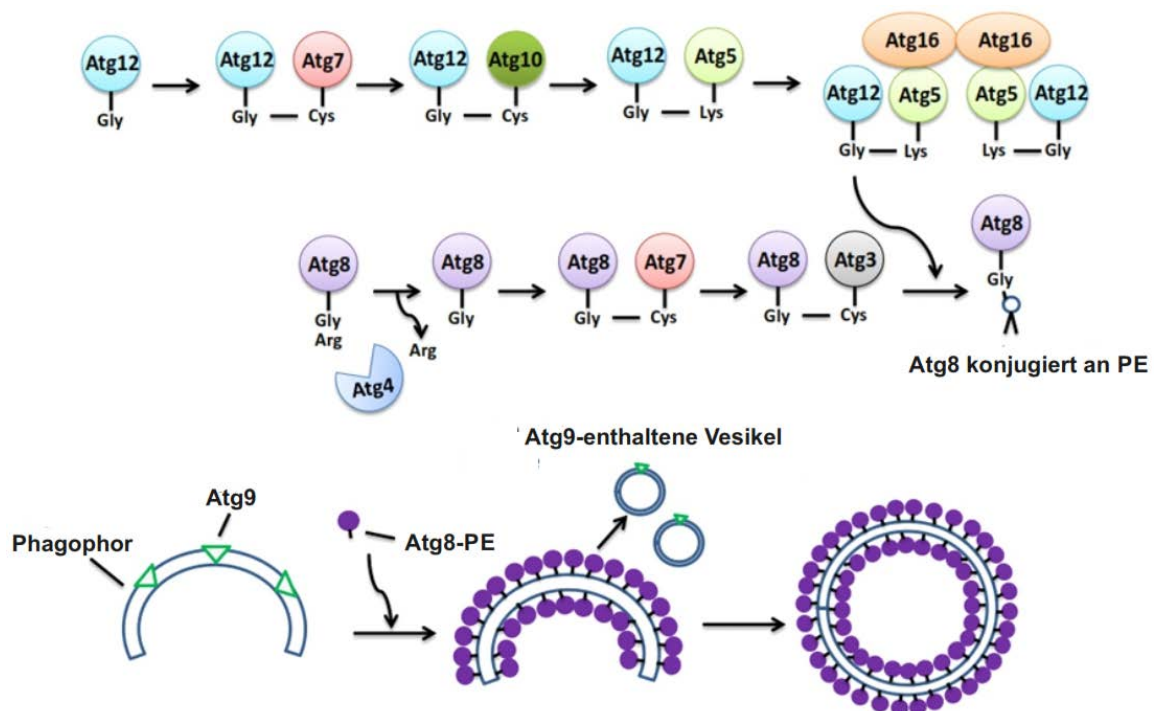 Atg12 Atg12 Atg7 Atg12 Atg10 Atg12 Atg5 Atg16 Atg16
Atg12 Atg5 Atg5 Atg12
Gly Gly Cys Gly Cys Gly Lys
Gly Lys Lys Gly
Atg8
Atg8 Atg8 Atg8 Atg7 Atg8 Atg3
Gly
Gly Gly Gly Cys Gly Cys
Arg
Arg
Atg4
Atg8 konjugiert an PE
Atg9-enthaltene Vesikel
Atg9
Phagophor
Atg8-PE